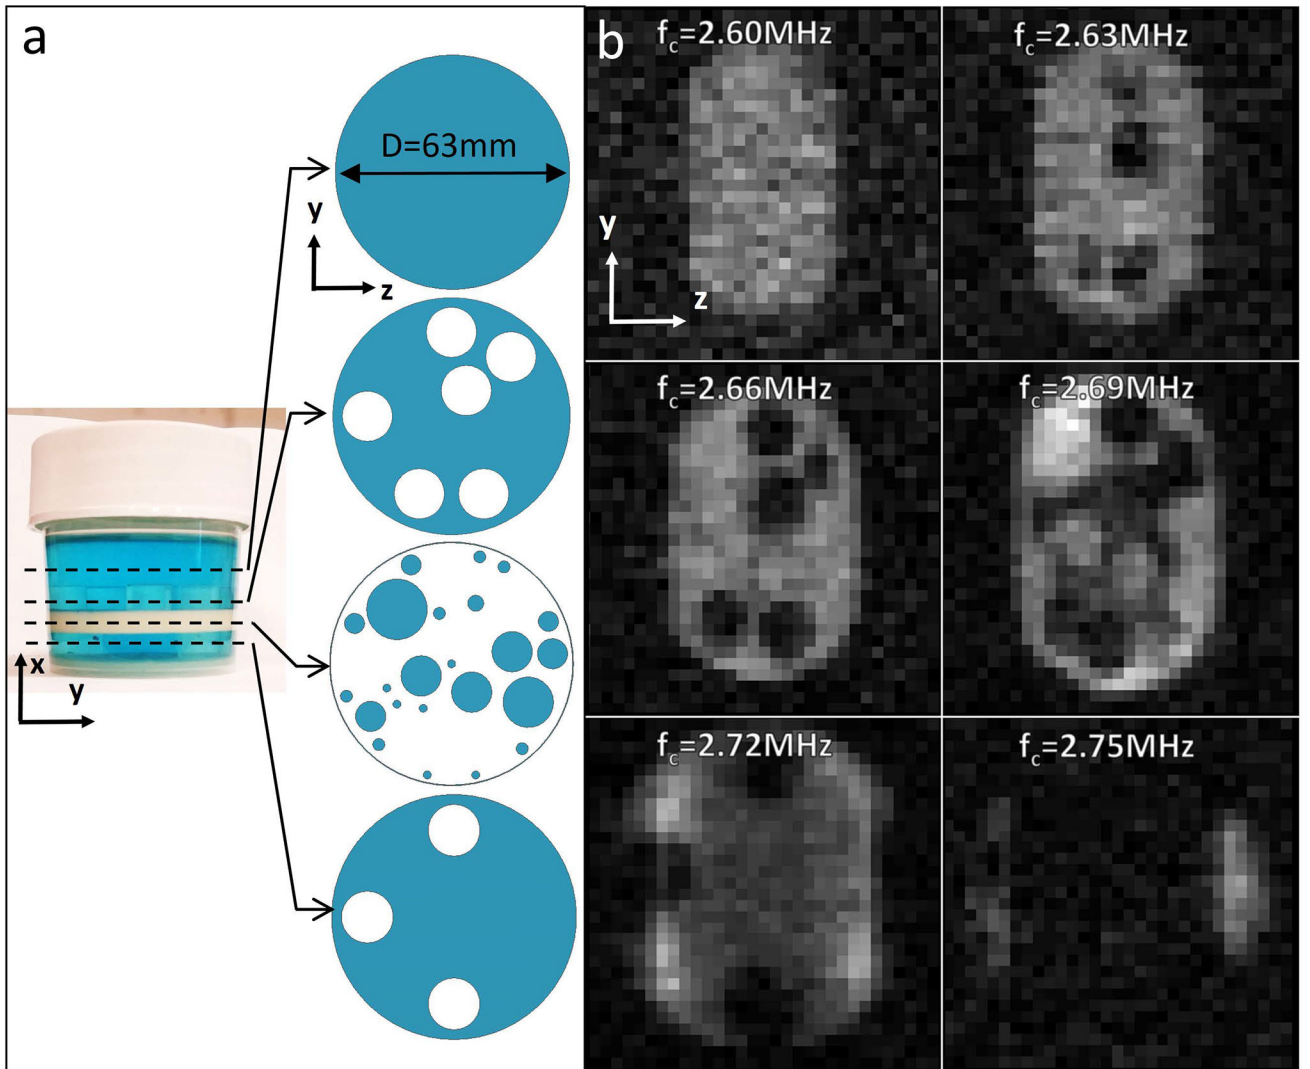 a
D=63mm
y
z
x
y
b
f_c=2.60MHz
y
z
f_c=2.63MHz
f_c=2.66MHz
f_c=2.69MHz
f_c=2.72MHz
f_c=2.75MHz